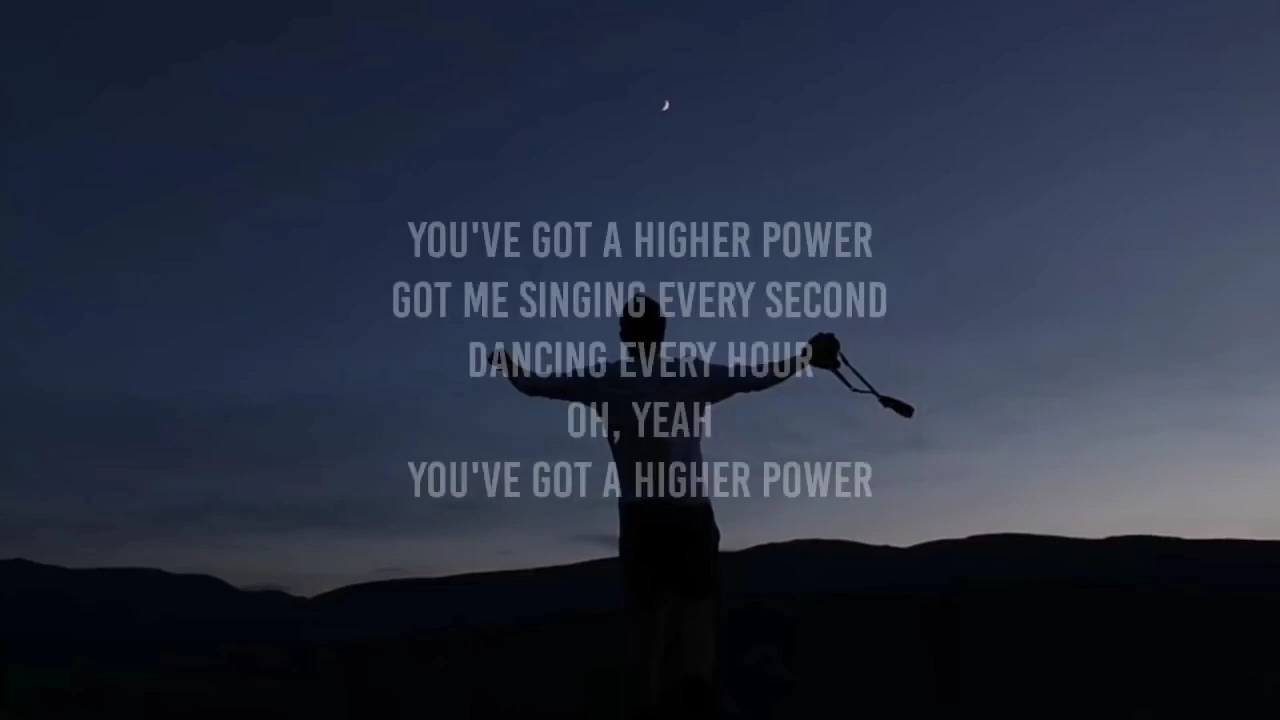 YOU'VE GOT A HIGHER POWER
GOT ME SINGING EVERY SECOND
DANCING EVERY HOUR
OH, YEAH
YOU'VE GOT A HIGHER POWER